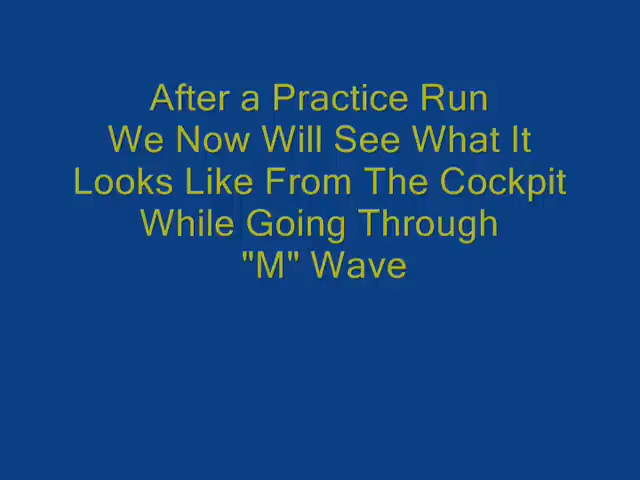 After a Practice Run
We Now Will See What It
Looks Like From The Cockpit
While Going Through
"M" Wave